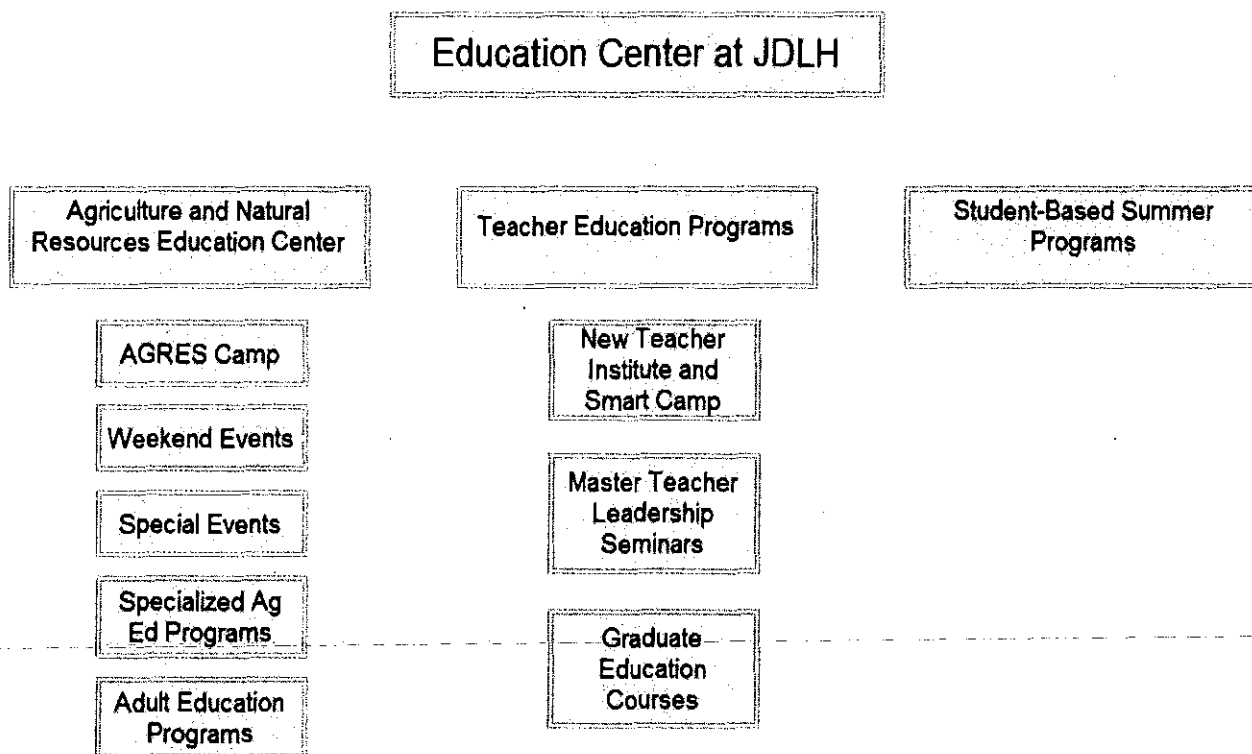 Education Center at JDLH
Agriculture and Natural
Resources Education Center
Teacher Education Programs
Student-Based Summer
Programs
AGRES Camp
Weekend Events
Special Events
Specialized Ag
Ed Programs
Adult Education
Programs
New Teacher
Institute and
Smart Camp
Master Teacher
Leadership
Seminars
Graduate
Education
Courses